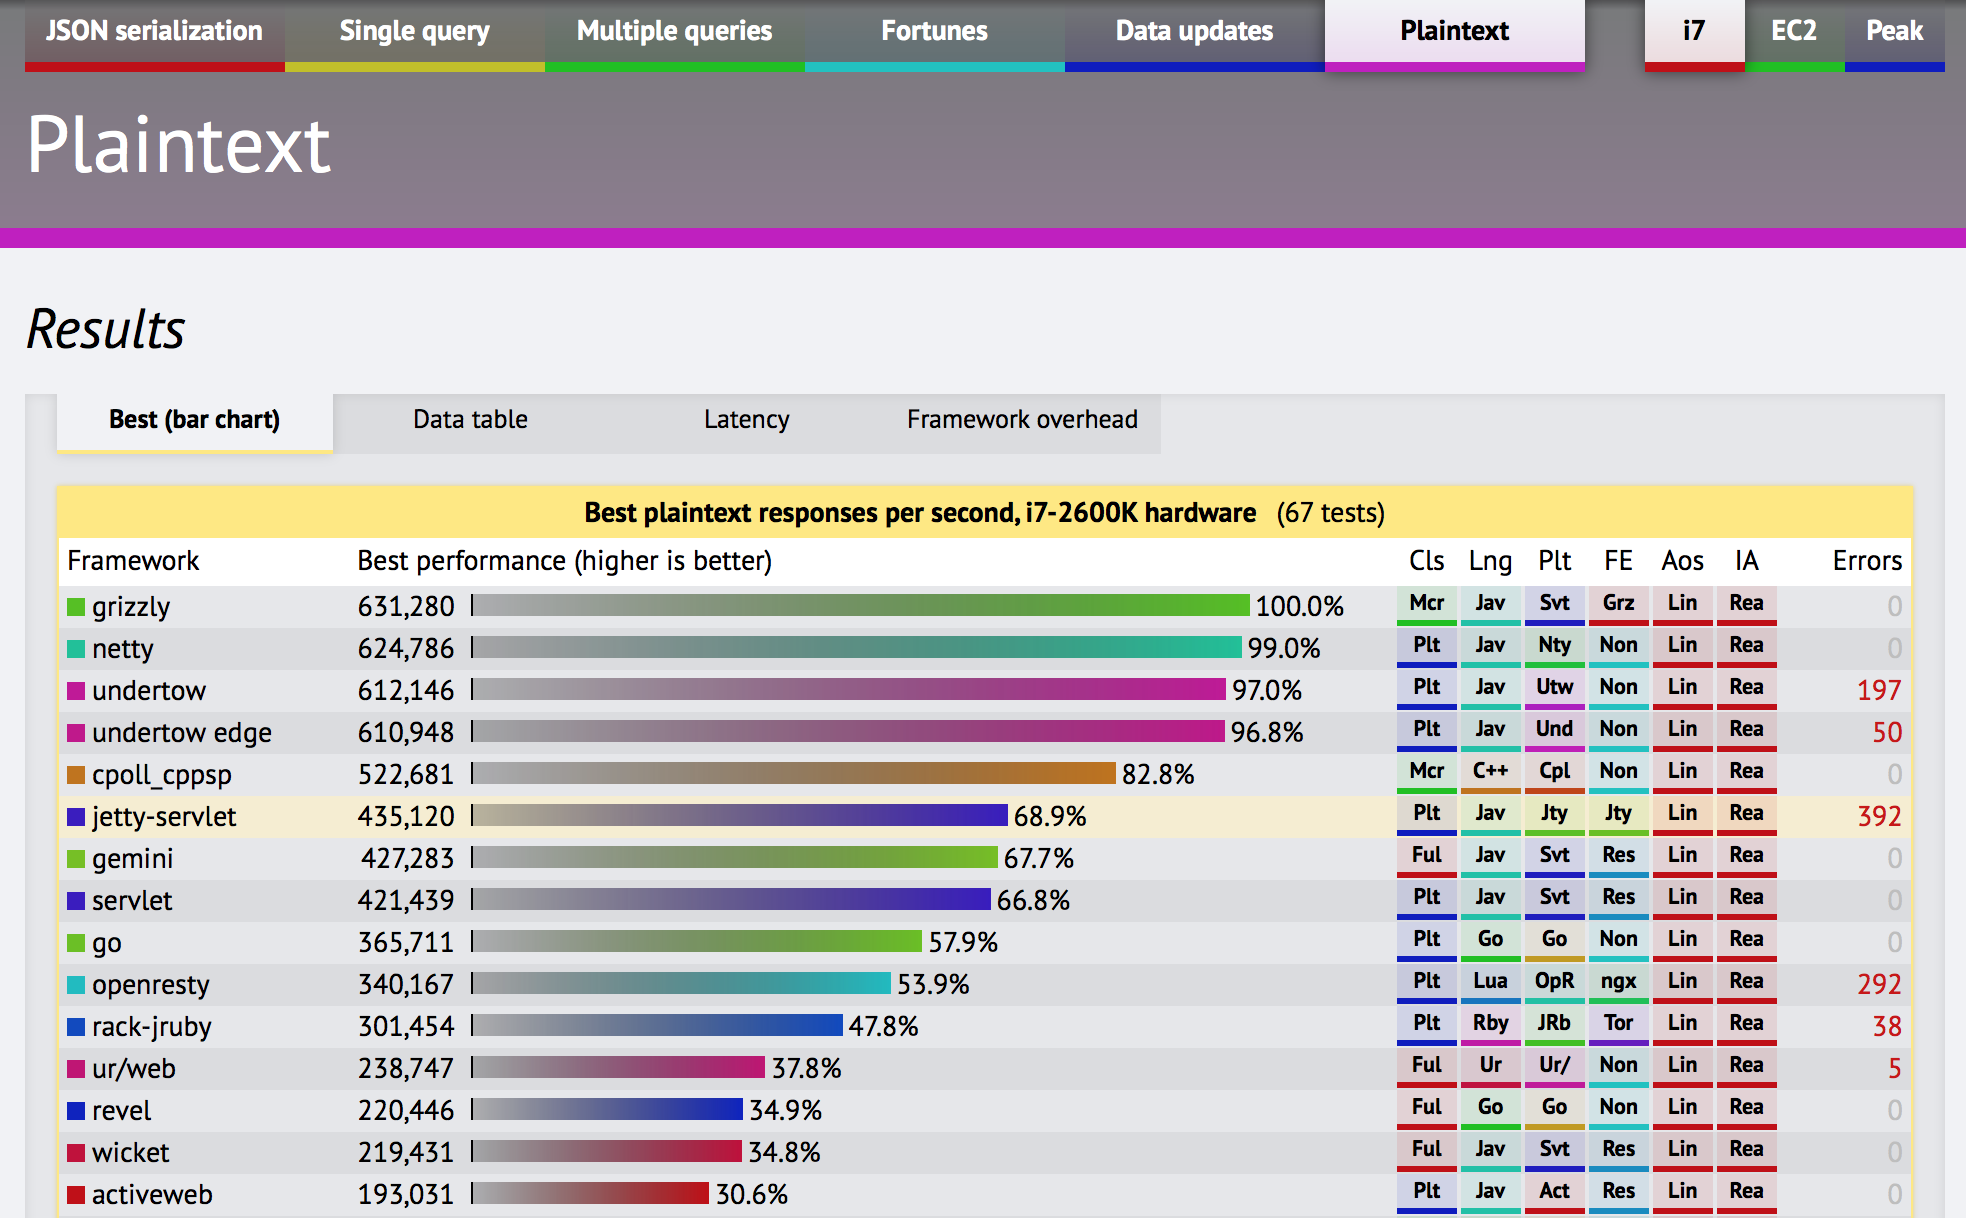 JSON serialization Single query Multiple queries Fortunes Data updates Plaintext i7 EC2 Peak
Plaintext
Results
Best (bar chart) Data table Latency Framework overhead
Best plaintext responses per second, i7-2600K hardware (67 tests)
Framework Best performance (higher is better) Cls Lng Plt FE Aos IA Errors
grizzly 631,280 100.0% Mcr Jav Svt Grz Lin Rea 0
netty 624,786 99.0% Plt Jav Nty Non Lin Rea 0
undertow 612,146 97.0% Plt Jav Utw Non Lin Rea 197
undertow edge 610,948 96.8% Plt Jav Und Non Lin Rea 50
cpoll_cppsp 522,681 82.8% Mcr C++ Cpl Non Lin Rea 0
jetty-servlet 435,120 68.9% Plt Jav Jty Jty Lin Rea 392
gemini 427,283 67.7% Ful Jav Svt Res Lin Rea 0
servlet 421,439 66.8% Plt Jav Svt Res Lin Rea 0
go 365,711 57.9% Plt Go Go Non Lin Rea 0
openresty 340,167 53.9% Plt Lua OpR ngx Lin Rea 292
rack-jruby 301,454 47.8% Plt Rby JRb Tor Lin Rea 38
ur/web 238,747 37.8% Ful Ur Ur/ Non Lin Rea 5
revel 220,446 34.9% Ful Go Go Non Lin Rea 0
wicket 219,431 34.8% Ful Jav Svt Res Lin Rea 0
activeweb 193,031 30.6% Plt Jav Act Res Lin Rea 0